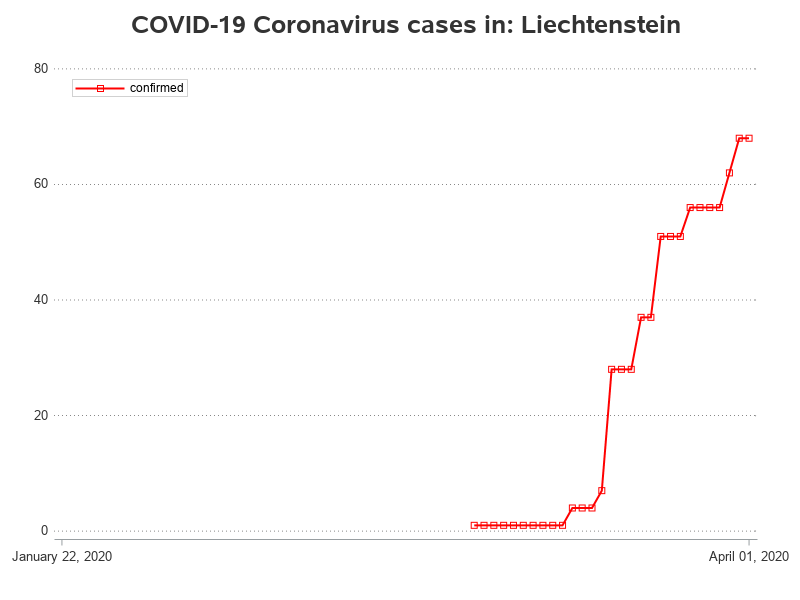 COVID-19 Coronavirus cases in: Liechtenstein
80
confirmed
60
40
20
0
January 22, 2020
April 01, 2020